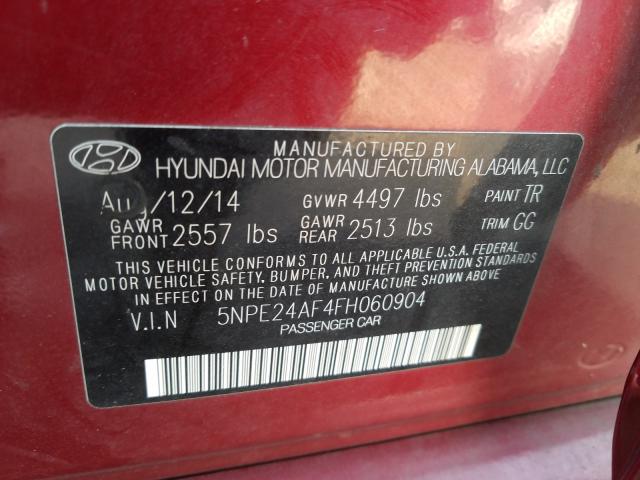 MANUFACTURED BY
HYUNDAI MOTOR MANUFACTURING ALABAMA, LLC
Aug/12/14 GVWR 4497 lbs PAINT TR
GAWR FRONT 2557 lbs GAWR REAR 2513 lbs TRIM GG
THIS VEHICLE CONFORMS TO ALL APPLICABLE U.S.A. FEDERAL
MOTOR VEHICLE SAFETY, BUMPER, AND THEFT PREVENTION STANDARDS
IN EFFECT ON THE DATE OF MANUFACTURE SHOWN ABOVE
V.I.N 5NPE24AF4FH060904
PASSENGER CAR